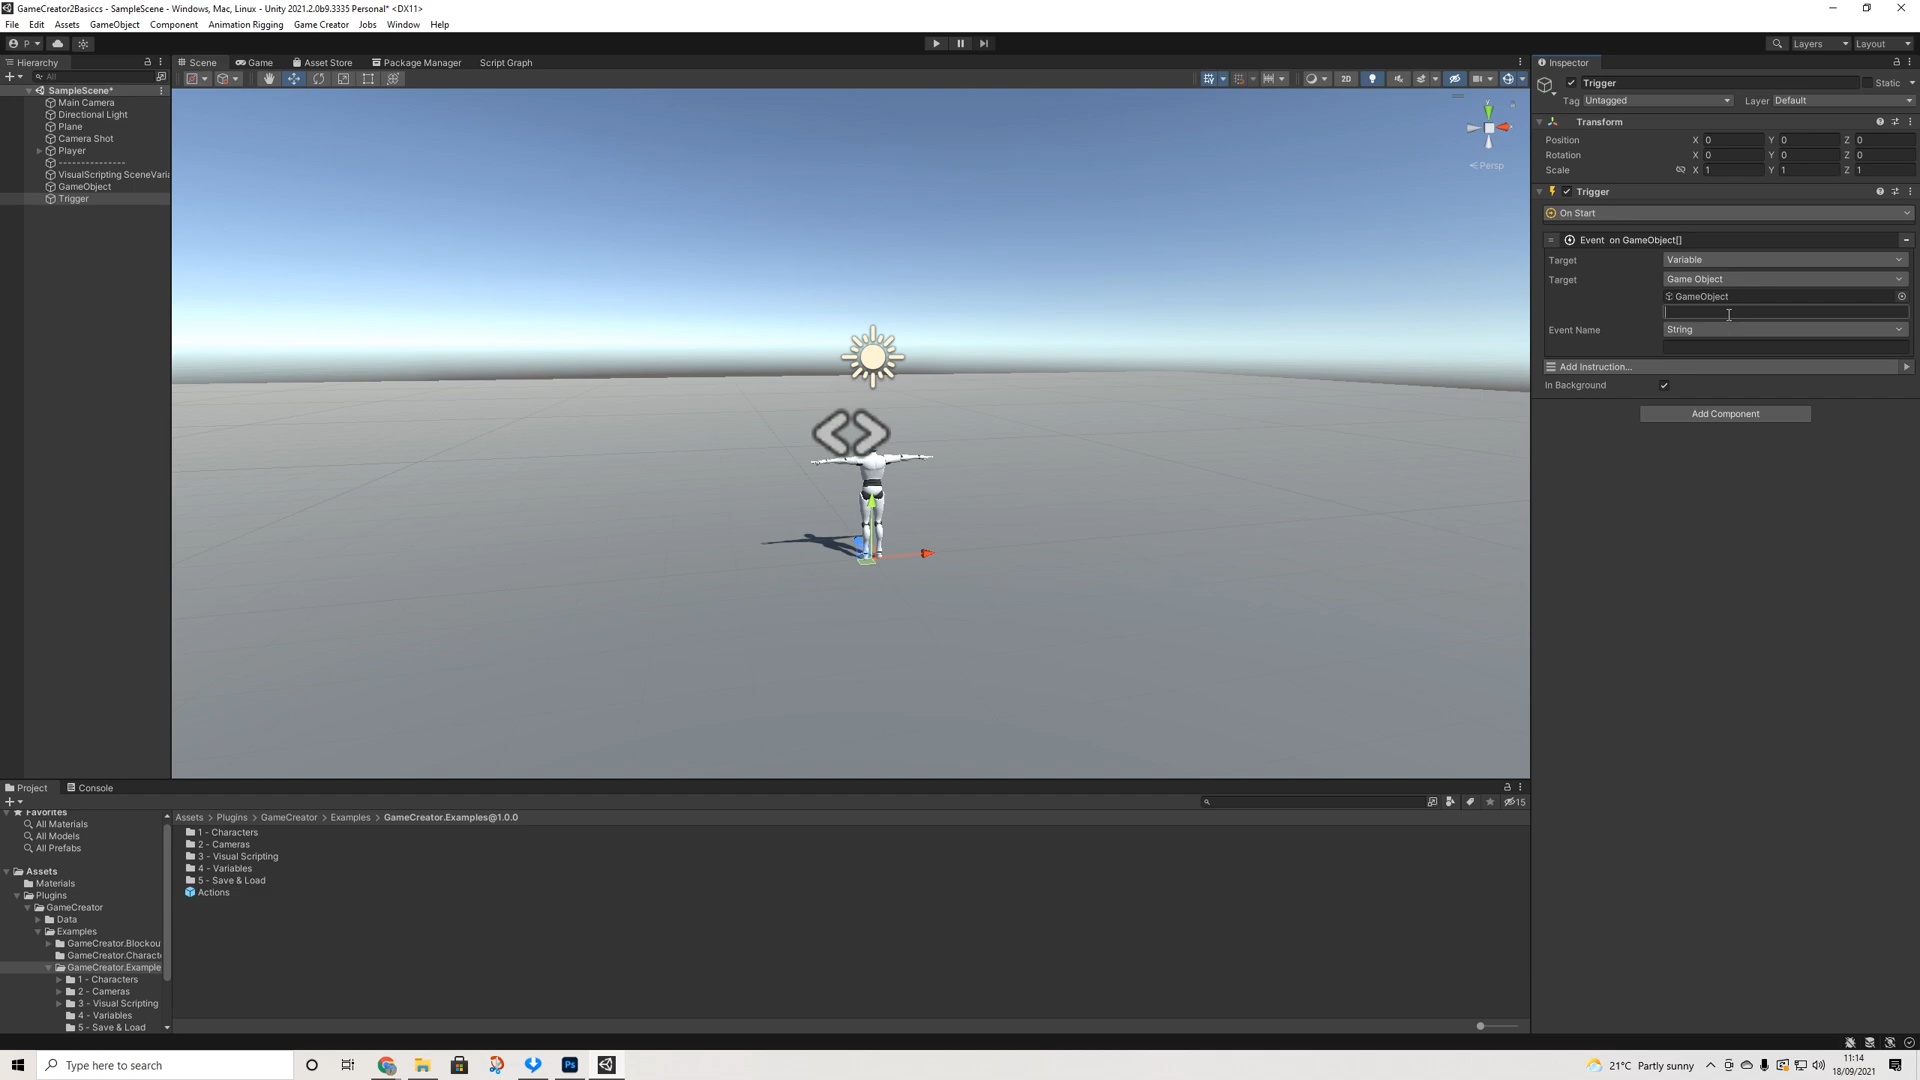 GameCreator2Basiccs - SampleScene - Windows, Mac, Linux - Unity 2021.2.0b9.3335 Personal* <DX11>
File Edit Assets GameObject Component Animation Rigging Game Creator Jobs Window Help
P Layers Layout
Hierarchy Scene Game Asset Store Package Manager Script Graph Inspector
All 2D
SampleScene*
Main Camera
Directional Light
Plane
Camera Shot
Player
---------------
VisualScripting SceneVaria
GameObject
Trigger
y
Persp
Trigger Static
Tag Untagged Layer Default
Transform
Position X 0 Y 0 Z 0
Rotation X 0 Y 0 Z 0
Scale X 1 Y 1 Z 1
Trigger
On Start
Event on GameObject[]
Target Variable
Target Game Object
GameObject
Event Name String
Add Instruction...
In Background
Add Component
Project Console
15
Favorites
All Materials
All Models
All Prefabs
Assets
Materials
Plugins
GameCreator
Data
Examples
GameCreator.Blockou
GameCreator.Charact
GameCreator.Example
1 - Characters
2 - Cameras
3 - Visual Scripting
4 - Variables
5 - Save & Load
Assets > Plugins > GameCreator > Examples > GameCreator.Examples@1.0.0
1 - Characters
2 - Cameras
3 - Visual Scripting
4 - Variables
5 - Save & Load
Actions
Type here to search
Ps
21°C Partly sunny
11:14
18/09/2021